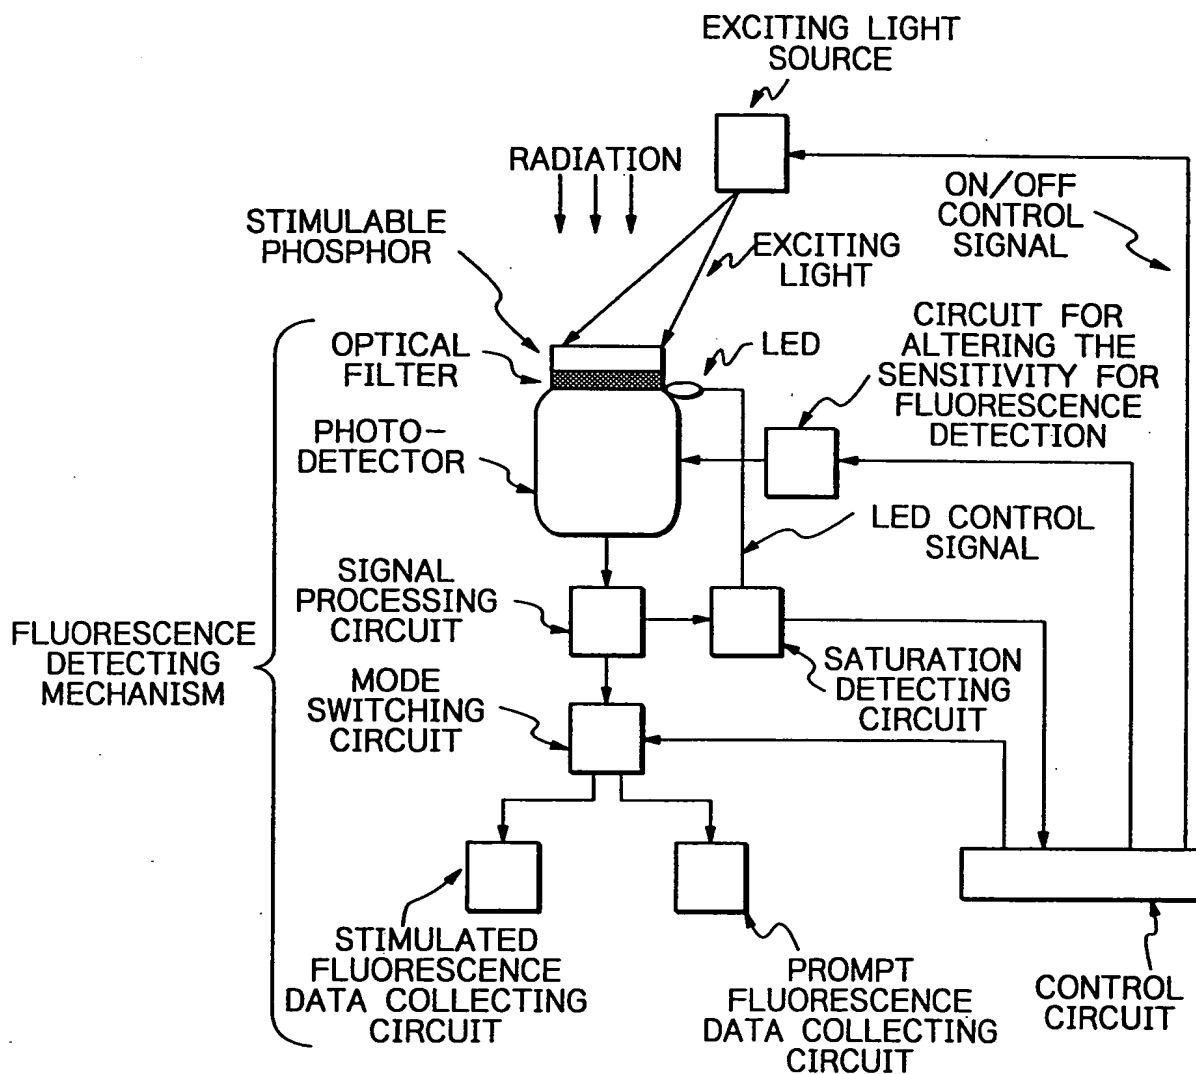 EXCITING LIGHT
SOURCE
RADIATION
ON/OFF
CONTROL
SIGNAL
STIMULABLE
PHOSPHOR
EXCITING
LIGHT
OPTICAL
FILTER
LED
CIRCUIT FOR
ALTERING THE
SENSITIVITY FOR
FLUORESCENCE
DETECTION
PHOTO-
DETECTOR
LED CONTROL
SIGNAL
SIGNAL
PROCESSING
CIRCUIT
FLUORESCENCE
DETECTING
MECHANISM
SATURATION
DETECTING
CIRCUIT
MODE
SWITCHING
CIRCUIT
STIMULATED
FLUORESCENCE
DATA COLLECTING
CIRCUIT
PROMPT
FLUORESCENCE
DATA COLLECTING
CIRCUIT
CONTROL
CIRCUIT